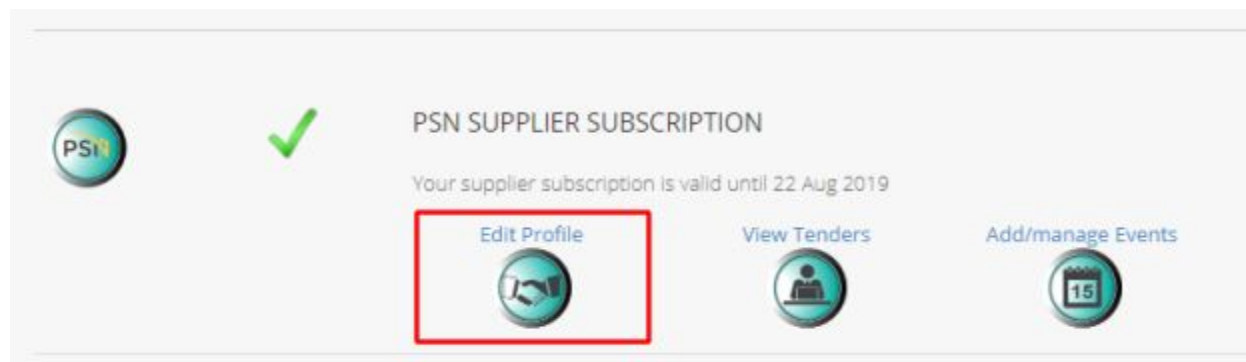 PSN
PSN SUPPLIER SUBSCRIPTION
Your supplier subscription is valid until 22 Aug 2019
Edit Profile View Tenders Add/manage Events
15